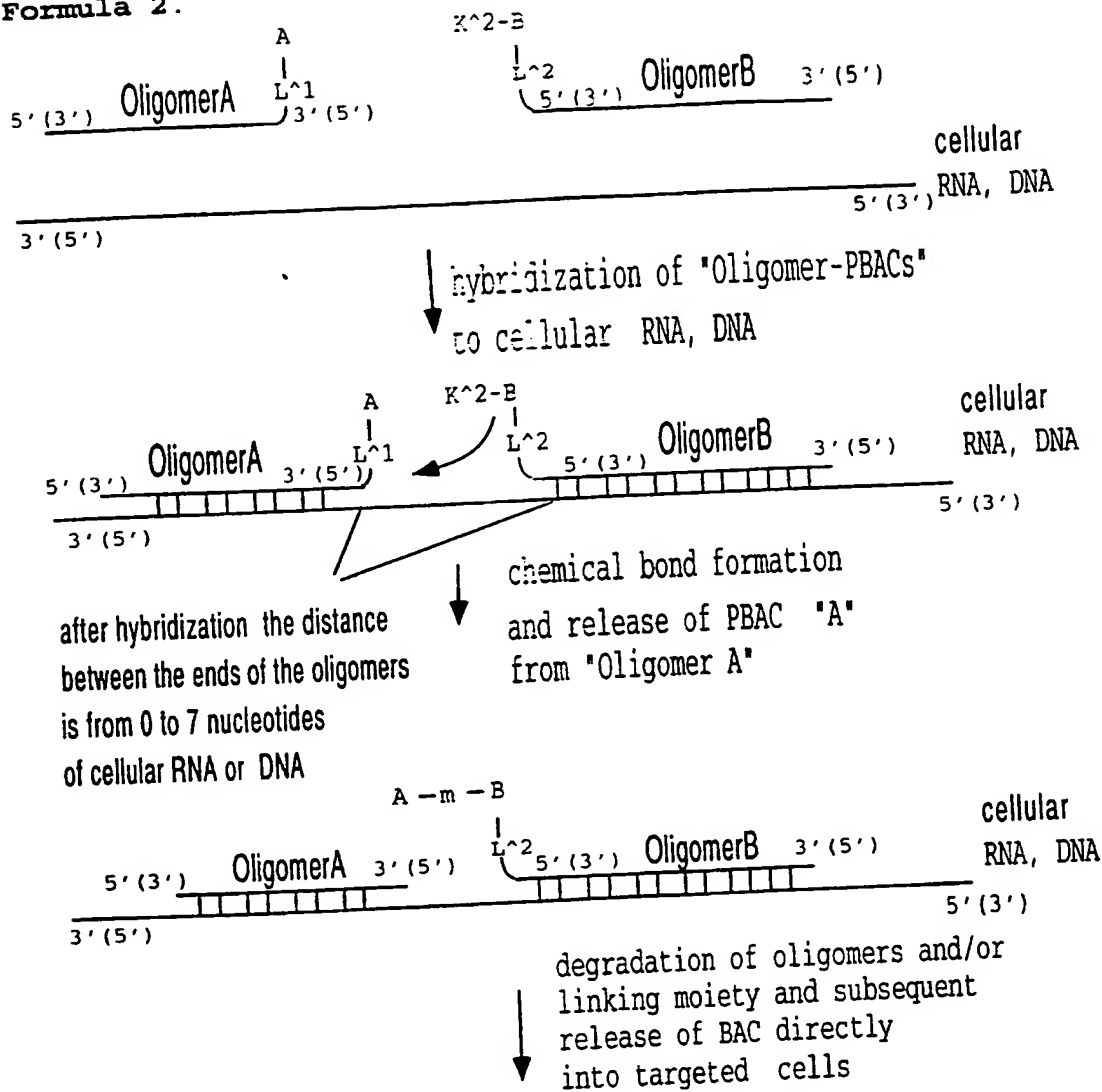 Formula 2.
A
K^2-B
L^1
L^2
5'(3') OligomerA 3'(5')
5'(3') OligomerB 3'(5')
cellular
RNA, DNA
3'(5')
5'(3')
hybridization of "Oligomer-PBACs"
to cellular RNA, DNA
A
K^2-B
L^1
L^2
5'(3') OligomerA 3'(5')
5'(3') OligomerB 3'(5')
cellular
RNA, DNA
3'(5')
5'(3')
after hybridization the distance
between the ends of the oligomers
is from 0 to 7 nucleotides
of cellular RNA or DNA
chemical bond formation
and release of PBAC "A"
from "Oligomer A"
A – m – B
L^2
5'(3') OligomerA 3'(5')
5'(3') OligomerB 3'(5')
cellular
RNA, DNA
3'(5')
5'(3')
degradation of oligomers and/or
linking moiety and subsequent
release of BAC directly
into targeted cells